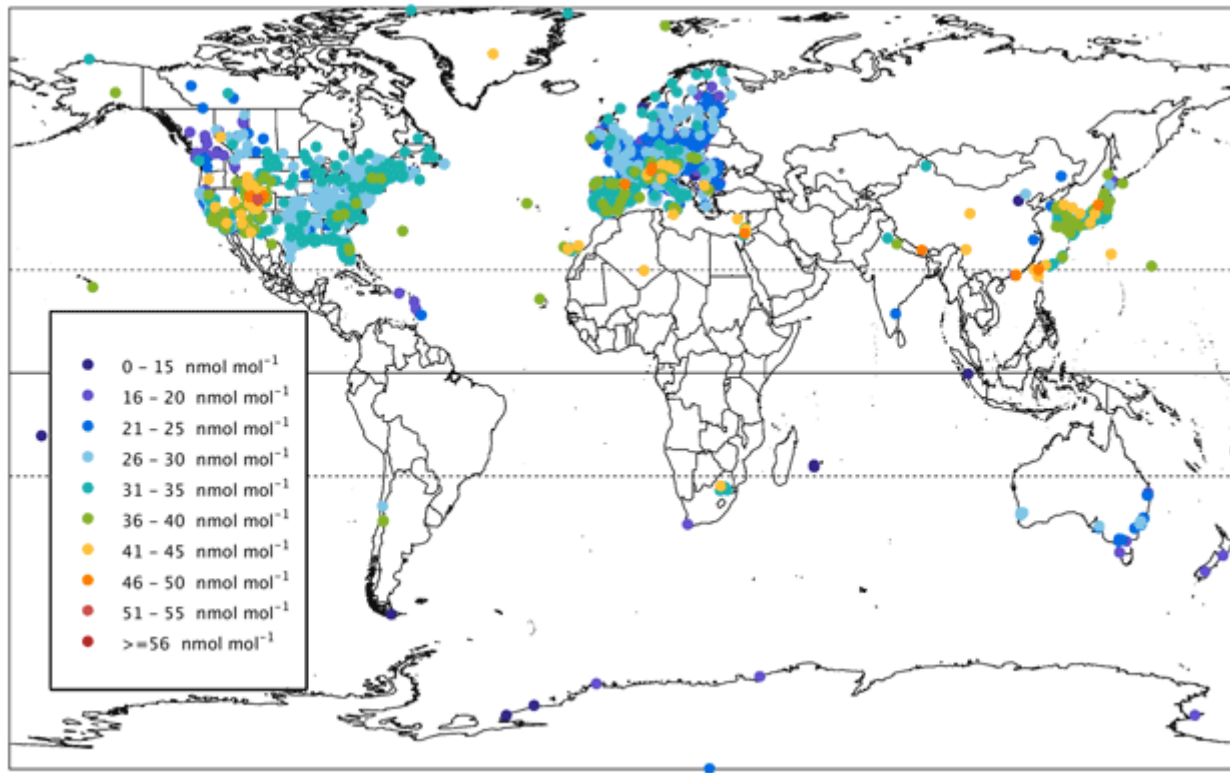 0 – 15 nmol mol⁻¹
16 – 20 nmol mol⁻¹
21 – 25 nmol mol⁻¹
26 – 30 nmol mol⁻¹
31 – 35 nmol mol⁻¹
36 – 40 nmol mol⁻¹
41 – 45 nmol mol⁻¹
46 – 50 nmol mol⁻¹
51 – 55 nmol mol⁻¹
>=56 nmol mol⁻¹